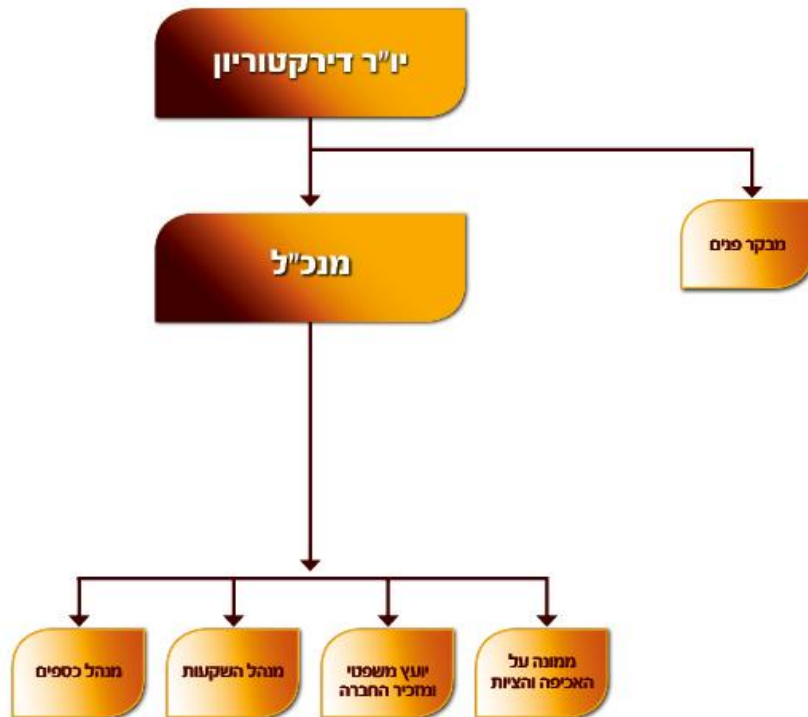 יו"ר דירקטוריון
מבקר פנים
מנכ"ל
ממונה על
האכיפה והציות
יועץ משפטי
ומזכיר החברה
מנהל השקעות
מנהל כספים